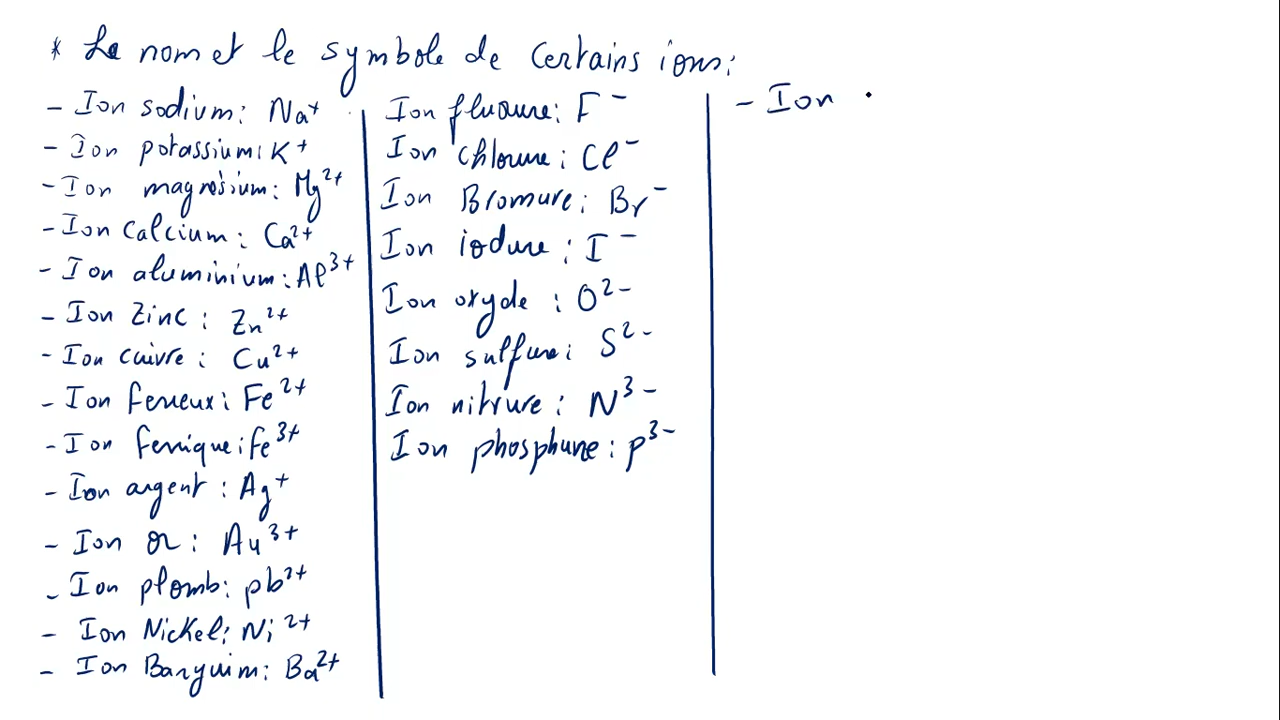 * Le nom et le symbole de certains ions:
- Ion sodium: Na⁺
- Ion potassium: K⁺
- Ion magnésium: Mg²⁺
- Ion Calcium: Ca²⁺
- Ion aluminium: Al³⁺
- Ion Zinc: Zn²⁺
- Ion cuivre: Cu²⁺
- Ion ferreux: Fe²⁺
- Ion ferrique: Fe³⁺
- Ion argent: Ag⁺
- Ion or: Au³⁺
- Ion plomb: pb²⁺
- Ion Nickel: Ni²⁺
- Ion Baryuim: Ba²⁺
Ion fluorure: F⁻
Ion chlorure: Cl⁻
Ion Bromure: Br⁻
Ion iodure: I⁻
Ion oxyde: O²⁻
Ion sulfure: S²⁻
Ion nitrure: N³⁻
Ion phosphure: p³⁻
- Ion